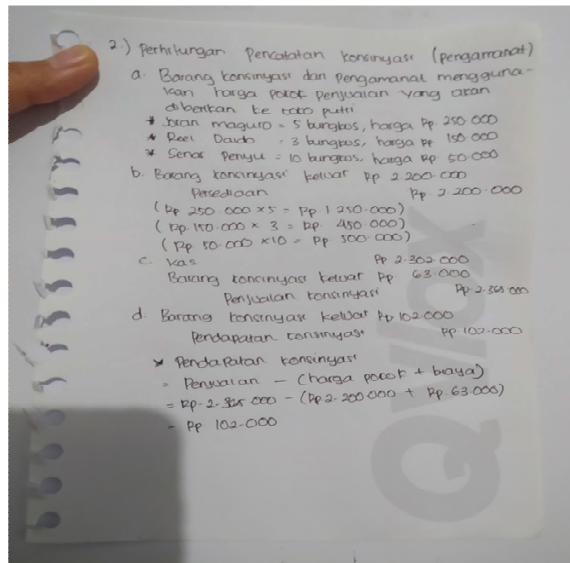 2.) Perhitungan Pencatatan konsinyasi (pengamanat)
a. Barang konsinyasi dari pengamanat mengguna-
kan harga pokok penjualan yang akan
diberikan ke toko putri
* Joran maguro = 5 bungkus, harga Rp. 250.000
* Reel Daido = 3 bungkus, harga Rp 150.000
* Senar Penyu = 10 bungkus, harga Rp 50.000
b. Barang konsinyasi keluar Rp 2.200.000
Persediaan Rp. 2.200.000
(Rp 250.000 x 5 = Rp 1.250.000)
(Rp.150.000 x 3 = Rp. 450.000)
(Rp 50.000 x 10 = Rp 500.000)
c. Kas Rp 2.302.000
Barang konsinyasi keluar Rp. 63.000
Penjualan konsinyasi Rp.2.365.000
d. Barang konsinyasi keluar Rp 102.000
Pendapatan konsinyasi Rp 102.000
* Pendapatan konsinyasi
= Penjualan - (harga pokok + biaya)
= Rp.2.365.000 - (Rp 2.200.000 + Rp.63.000)
= Rp 102.000